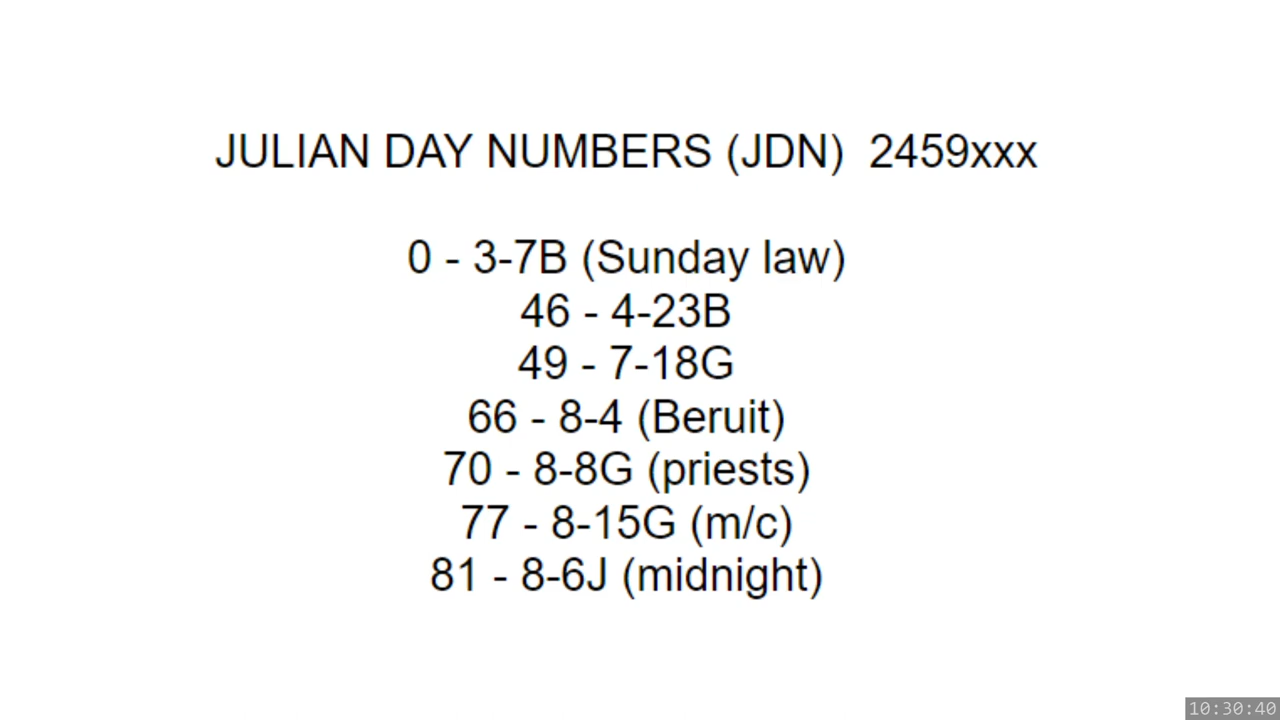 JULIAN DAY NUMBERS (JDN) 2459xxx
0 - 3-7B (Sunday law)
46 - 4-23B
49 - 7-18G
66 - 8-4 (Beruit)
70 - 8-8G (priests)
77 - 8-15G (m/c)
81 - 8-6J (midnight)
10:30:40